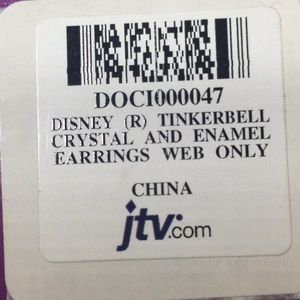 DOCI000047
DISNEY (R) TINKERBELL
CRYSTAL AND ENAMEL
EARRINGS WEB ONLY
CHINA
jtv.com